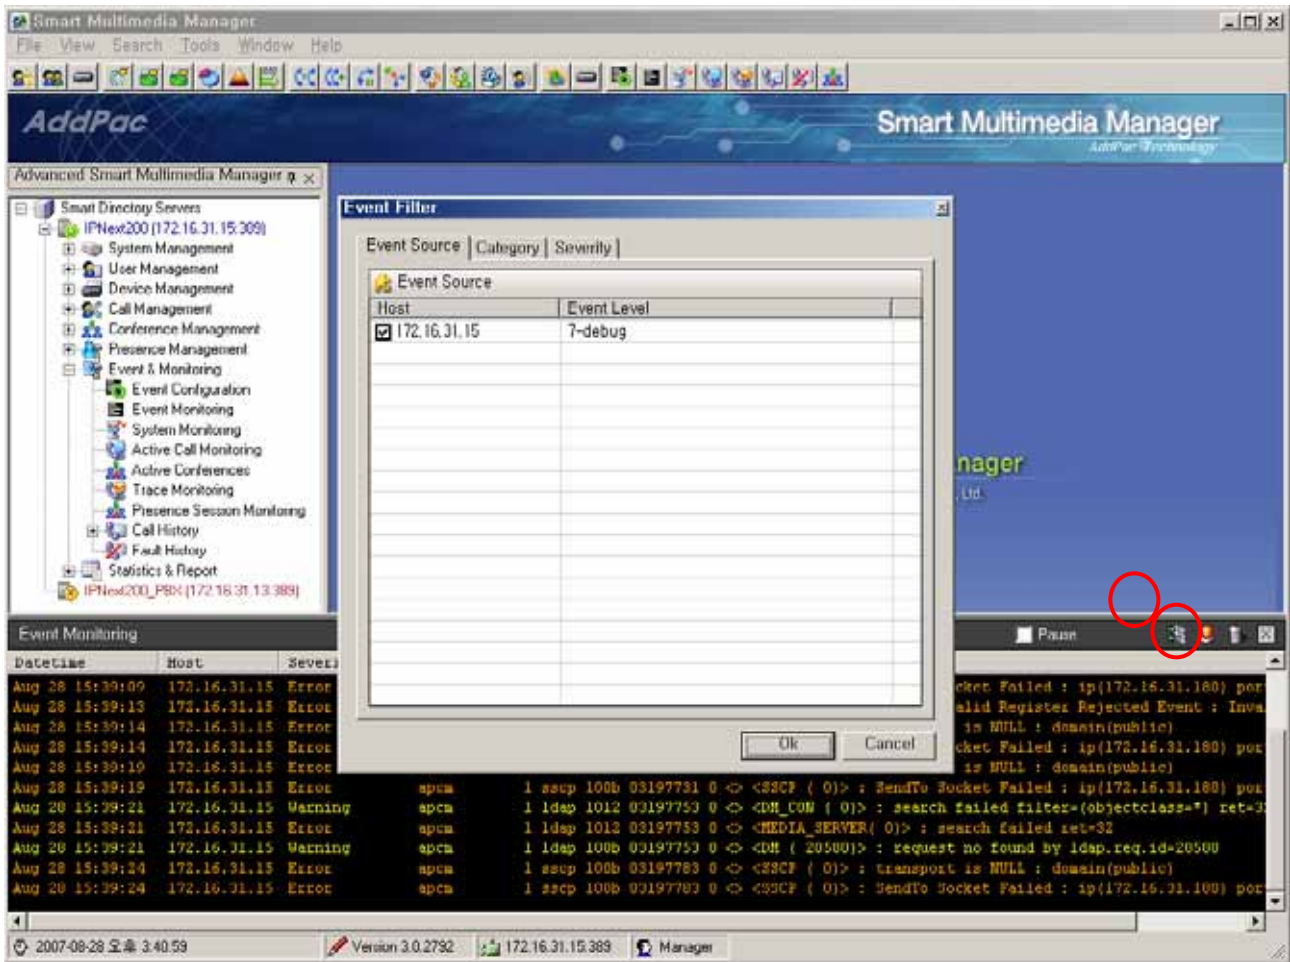 Smart Multimedia Manager
File View Search Tools Window Help
AddPac
Smart Multimedia Manager
AddPac Technology
Advanced Smart Multimedia Manager
Smart Directory Servers
IPNext200 (172.16.31.15:389)
System Management
User Management
Device Management
Call Management
Conference Management
Presence Management
Event & Monitoring
Event Configuration
Event Monitoring
System Monitoring
Active Call Monitoring
Active Conferences
Trace Monitoring
Presence Session Monitoring
Call History
Fault History
Statistics & Report
IPNext200_PBX (172.16.31.13.389)
Event Filter
Event Source Category Severity
Event Source
Host Event Level
172.16.31.15 7-debug
Ok Cancel
nager
, Ltd.
Event Monitoring Pause
Datetime Host Severi
Aug 28 15:39:09 172.16.31.15 Error cket Failed : ip(172.16.31.180) por
Aug 28 15:39:13 172.16.31.15 Error alid Register Rejected Event : Inva
Aug 28 15:39:14 172.16.31.15 Error is NULL : domain(public)
Aug 28 15:39:14 172.16.31.15 Error cket Failed : ip(172.16.31.180) por
Aug 28 15:39:19 172.16.31.15 Error is NULL : domain(public)
Aug 28 15:39:19 172.16.31.15 Error apcm 1 sscp 100b 03197731 0 <> <SSCP ( 0)> : SendTo Socket Failed : ip(172.16.31.180) por
Aug 28 15:39:21 172.16.31.15 Warning apcm 1 ldap 1012 03197753 0 <> <DM_CON ( 0)> : search failed filter=(objectclass=*) ret=3
Aug 28 15:39:21 172.16.31.15 Error apcm 1 ldap 1012 03197753 0 <> <MEDIA_SERVER( 0)> : search failed ret=32
Aug 28 15:39:21 172.16.31.15 Warning apcm 1 ldap 100b 03197753 0 <> <DM ( 20500)> : request no found by ldap.req.id=20500
Aug 28 15:39:24 172.16.31.15 Error apcm 1 sscp 100b 03197783 0 <> <SSCP ( 0)> : transport is NULL : domain(public)
Aug 28 15:39:24 172.16.31.15 Error apcm 1 sscp 100b 03197783 0 <> <SSCP ( 0)> : SendTo Socket Failed : ip(172.16.31.180) por
2007-08-28 오후 3:40:59 Version 3.0.2792 172.16.31.15.389 Manager